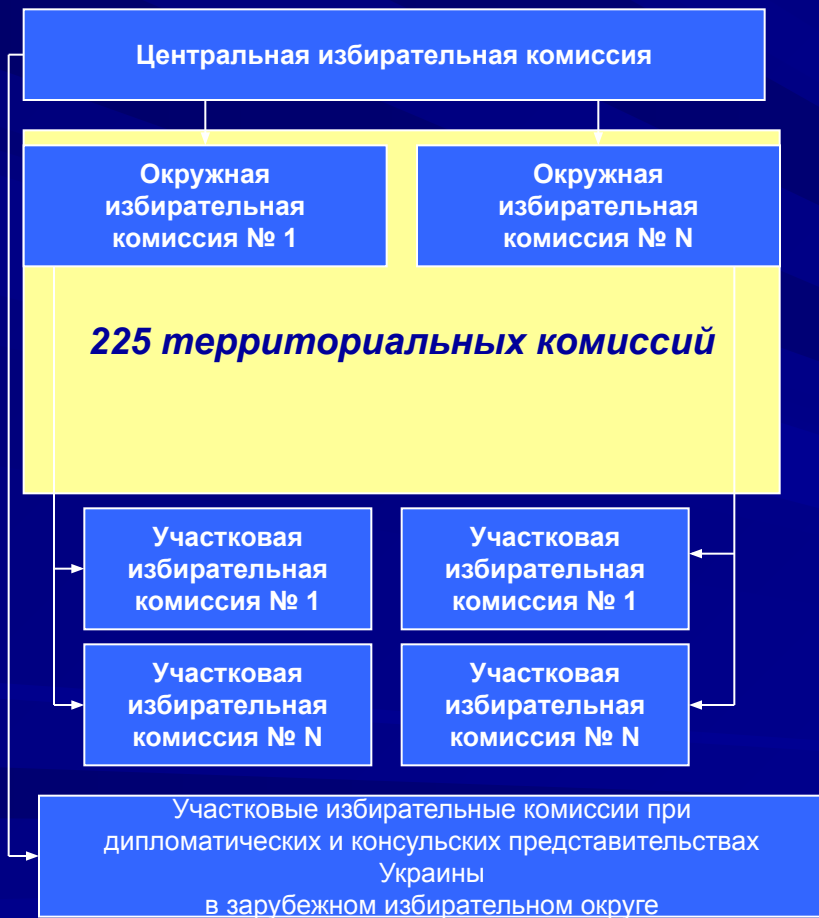 Центральная избирательная комиссия
Окружная
избирательная
комиссия № 1
Окружная
избирательная
комиссия № N
225 территориальных комиссий
Участковая
избирательная
комиссия № 1
Участковая
избирательная
комиссия № 1
Участковая
избирательная
комиссия № N
Участковая
избирательная
комиссия № N
Участковые избирательные комиссии при
дипломатических и консульских представительствах
Украины
в зарубежном избирательном округе